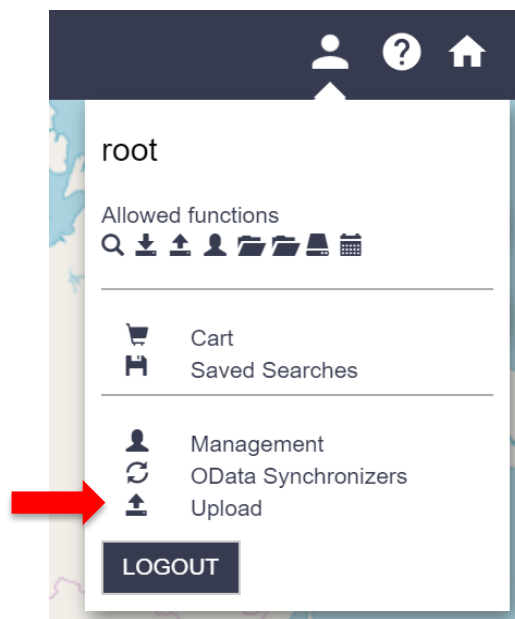 root
Allowed functions
Cart
Saved Searches
Management
OData Synchronizers
Upload
LOGOUT